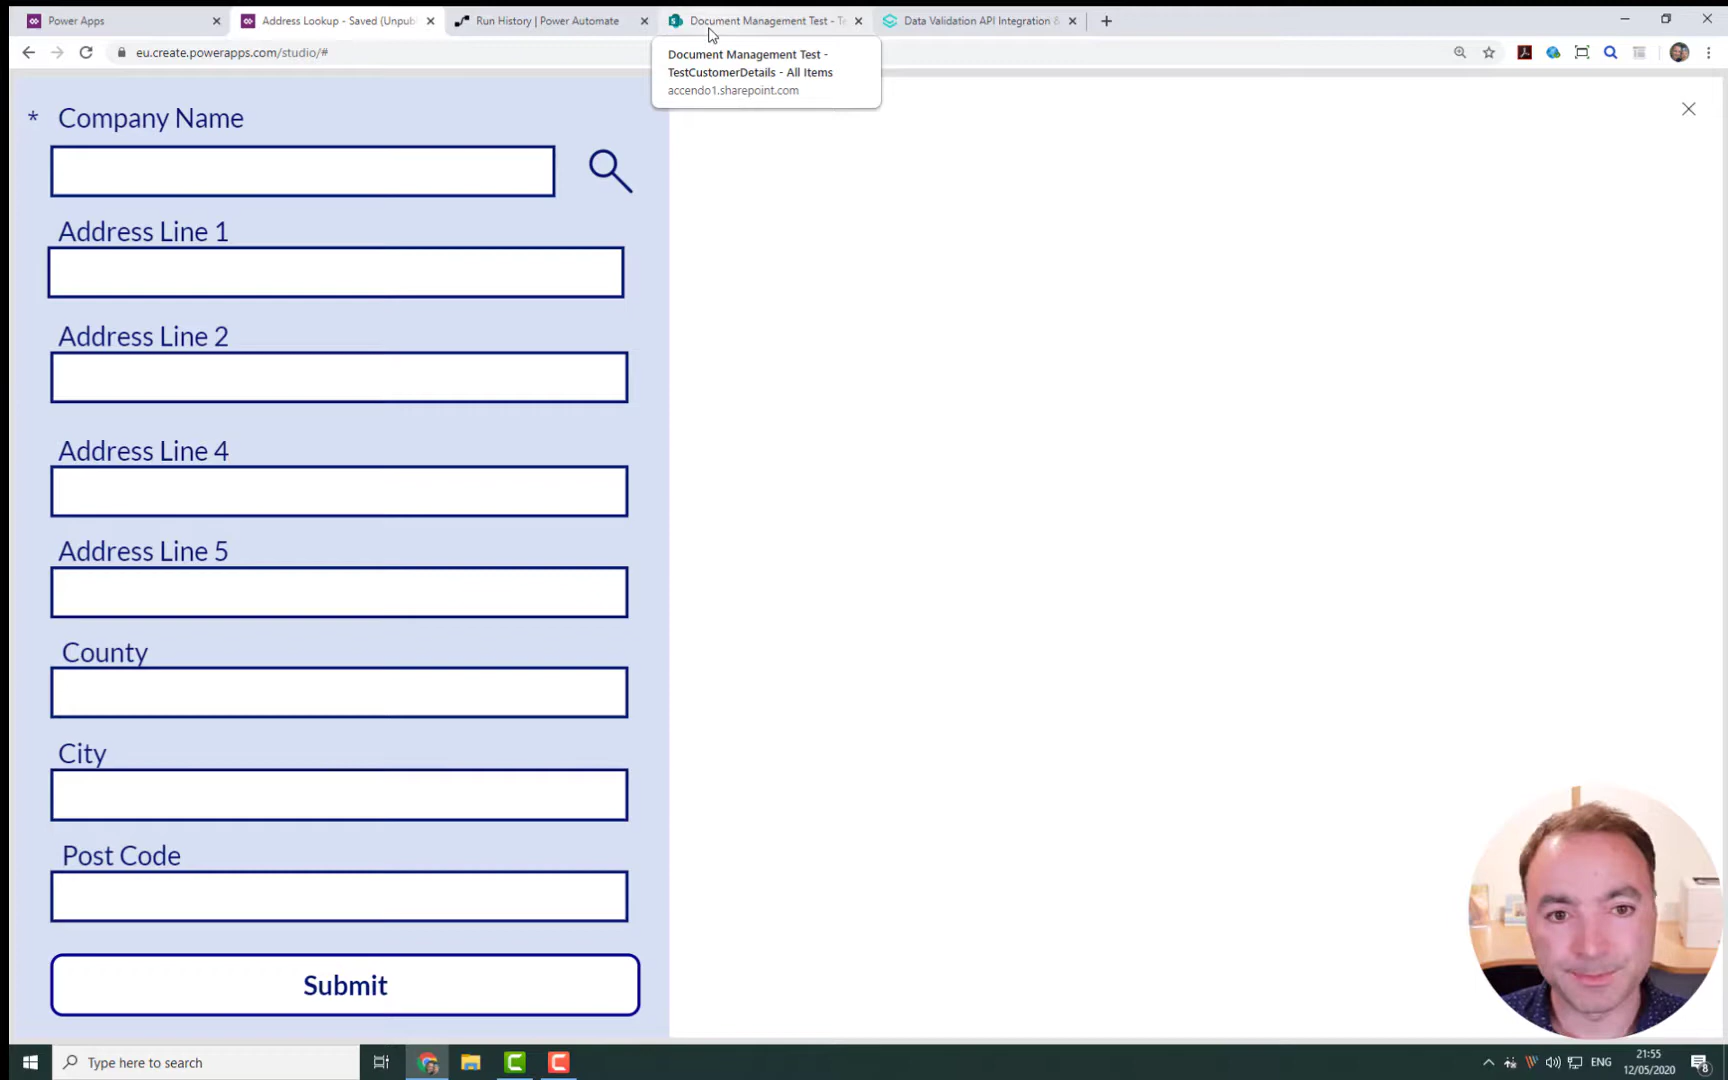 Power Apps
Address Lookup - Saved (Unpub
Run History | Power Automate
Document Management Test - Te
Data Validation API Integration &
eu.create.powerapps.com/studio/#
Document Management Test -
TestCustomerDetails - All Items
accendo1.sharepoint.com
* Company Name
Address Line 1
Address Line 2
Address Line 4
Address Line 5
County
City
Post Code
Submit
Type here to search
ENG
21:55
12/05/2020
8